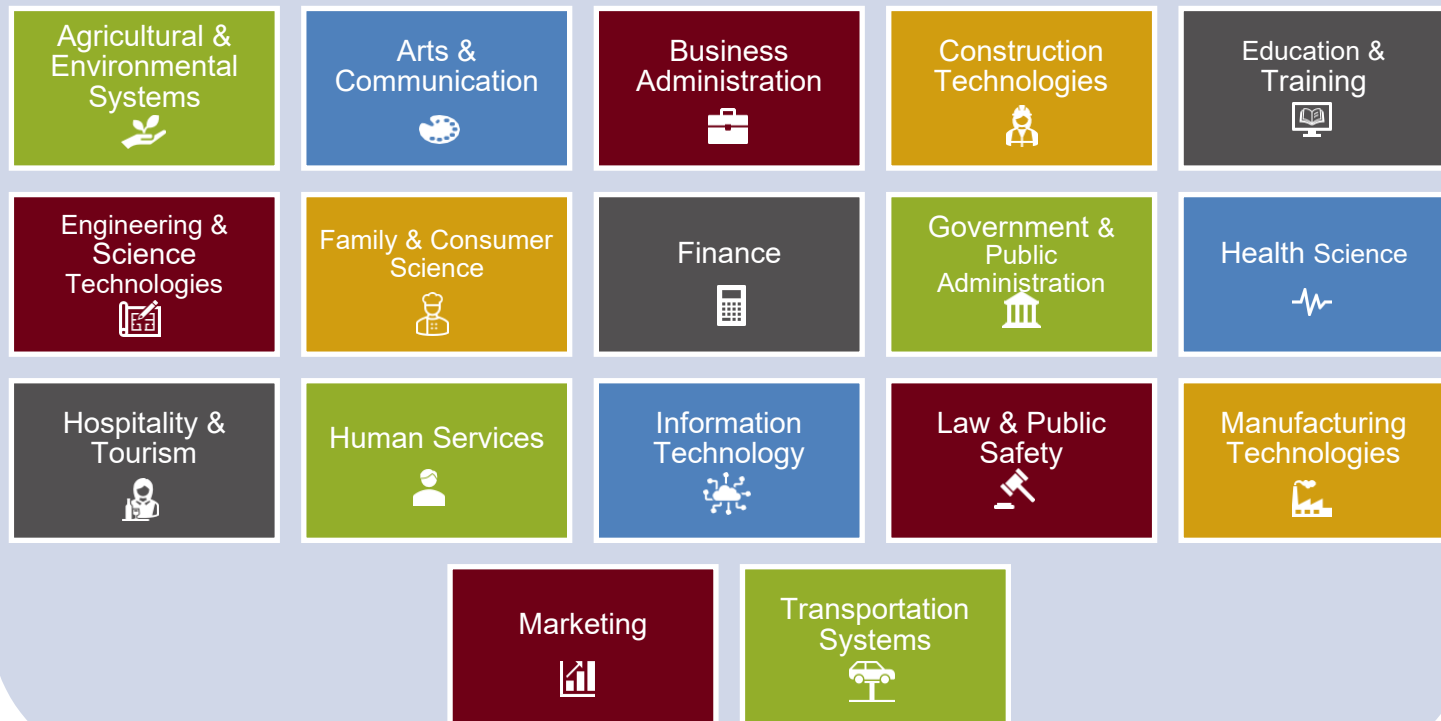 Agricultural &
Environmental
Systems
Arts &
Communication
Business
Administration
Construction
Technologies
Education &
Training
Engineering &
Science
Technologies
Family & Consumer
Science
Finance
Government &
Public
Administration
Health Science
Hospitality &
Tourism
Human Services
Information
Technology
Law & Public
Safety
Manufacturing
Technologies
Marketing
Transportation
Systems